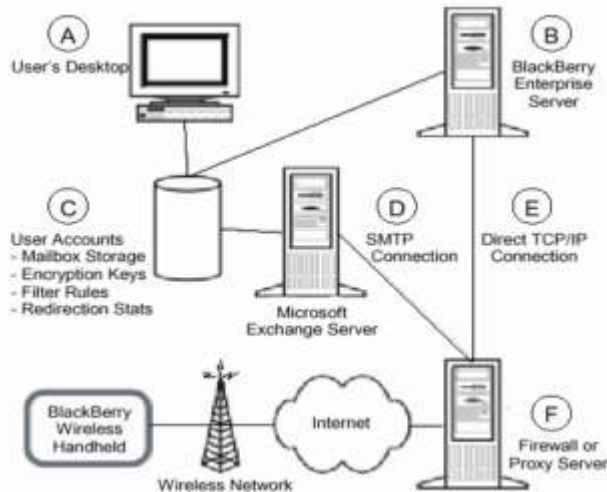 A
User's Desktop
B
BlackBerry
Enterprise
Server
C
User Accounts
- Mailbox Storage
- Encryption Keys
- Filter Rules
- Redirection Stats
D
SMTP
Connection
E
Direct TCP/IP
Connection
Microsoft
Exchange Server
BlackBerry
Wireless
Handheld
Wireless Network
Internet
F
Firewall or
Proxy Server